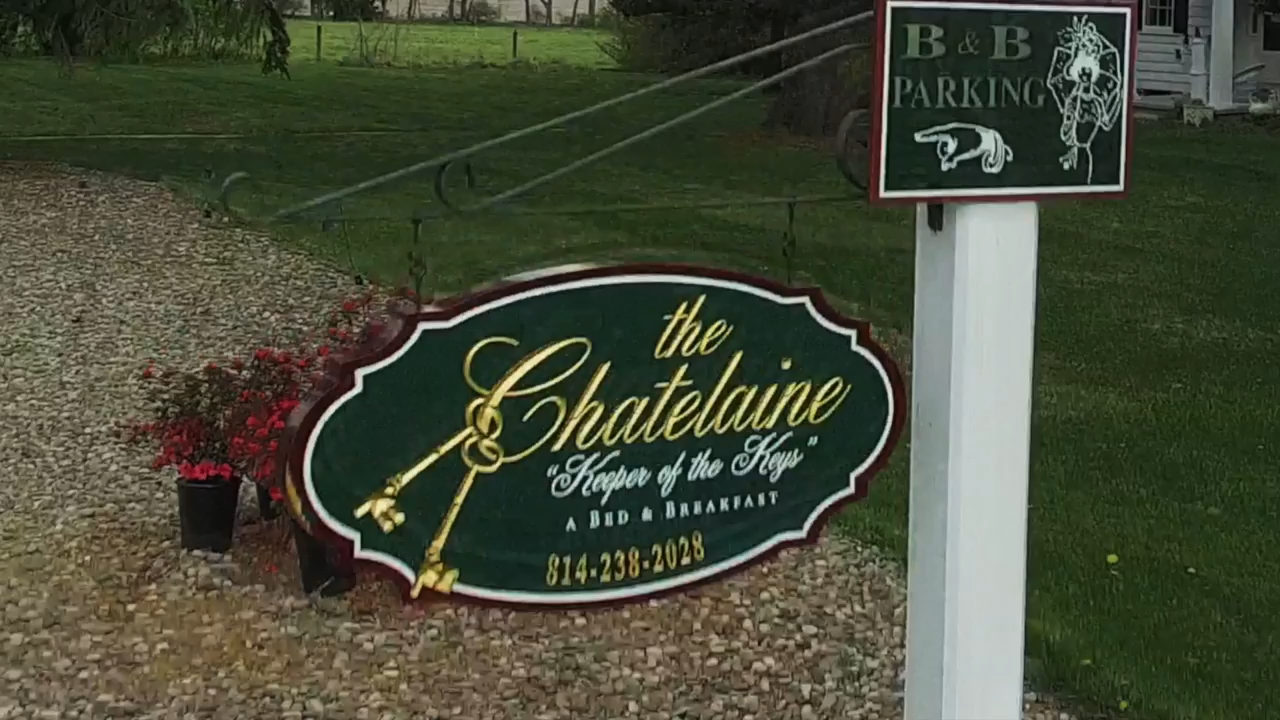 B & B
PARKING
the
Chatelaine
"Keeper of the Keys"
A BED & BREAKFAST
814-238-2028